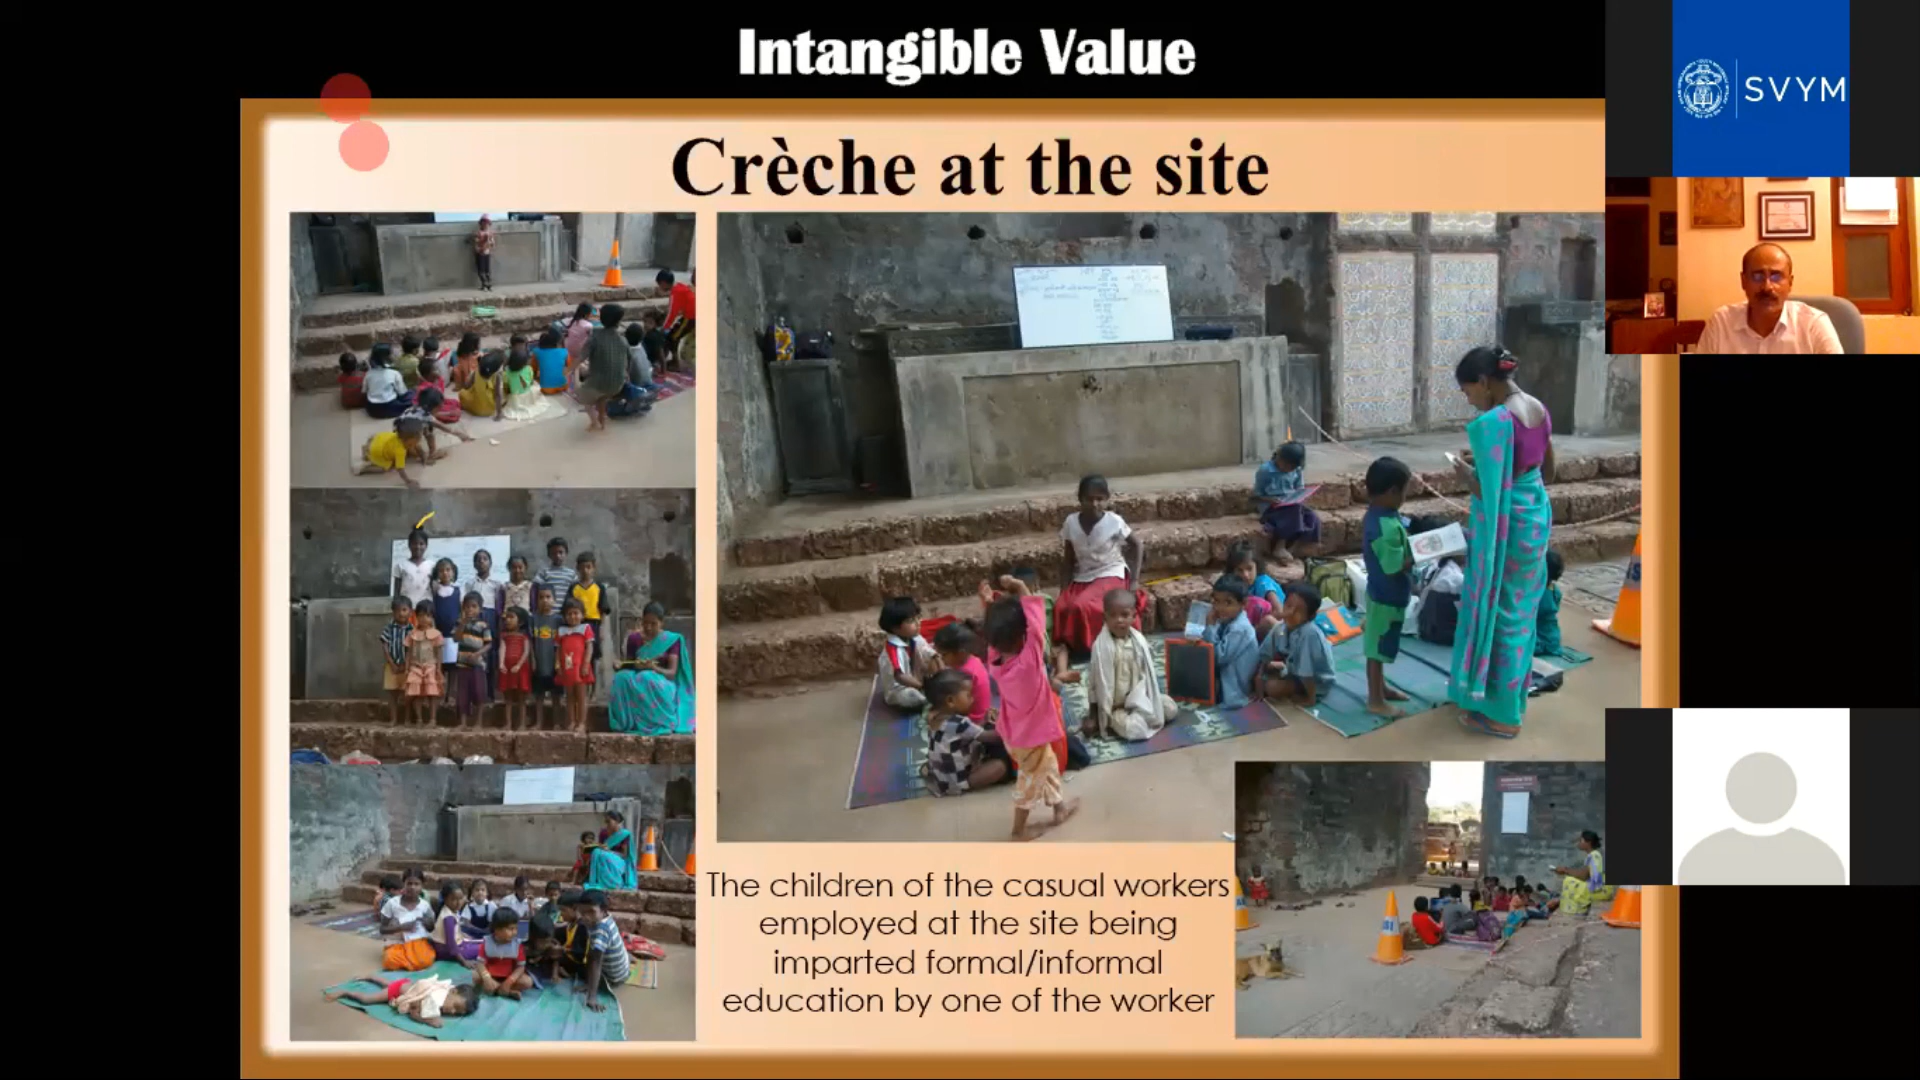 Intangible Value
SVYM
Crèche at the site
The children of the casual workers
employed at the site being
imparted formal/informal
education by one of the worker